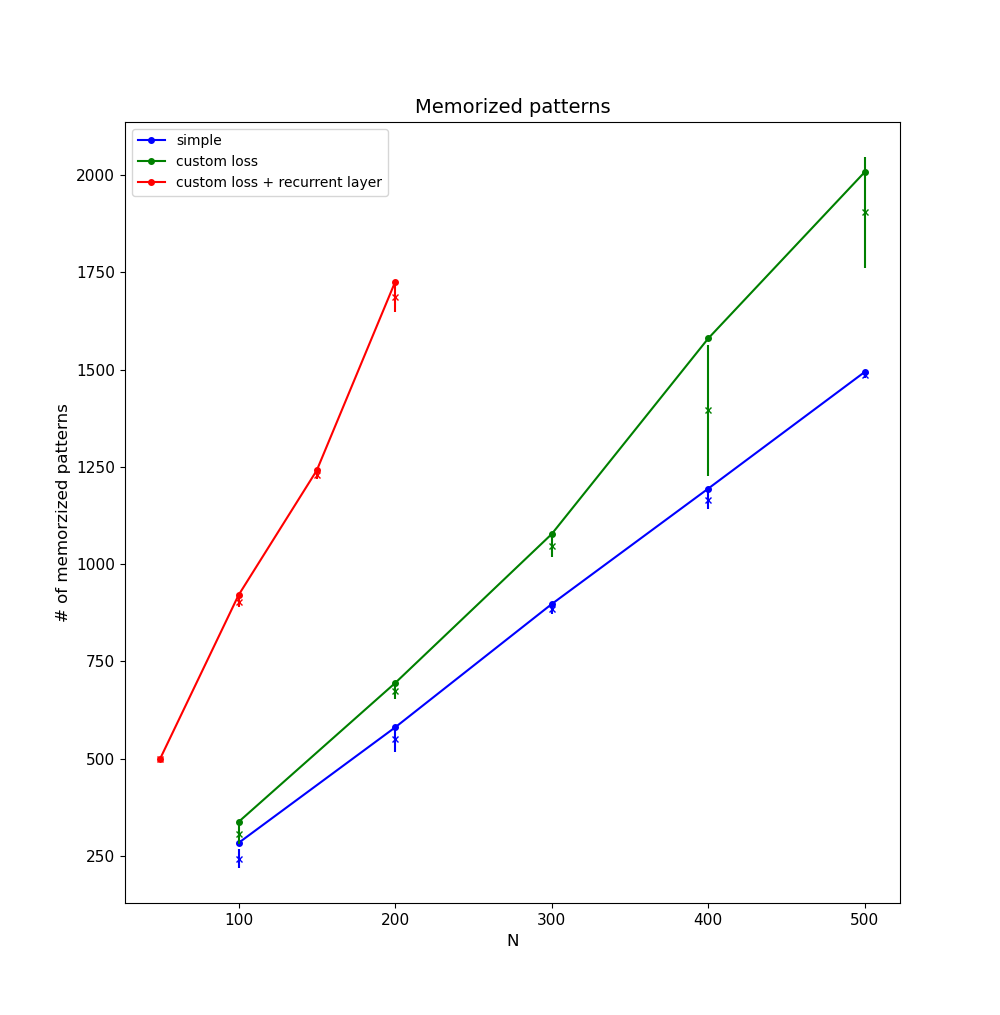 Memorized patterns
simple
custom loss
custom loss + recurrent layer
2000
1750
1500
1250
1000
750
500
250
# of memorzized patterns
100 200 300 400 500
N